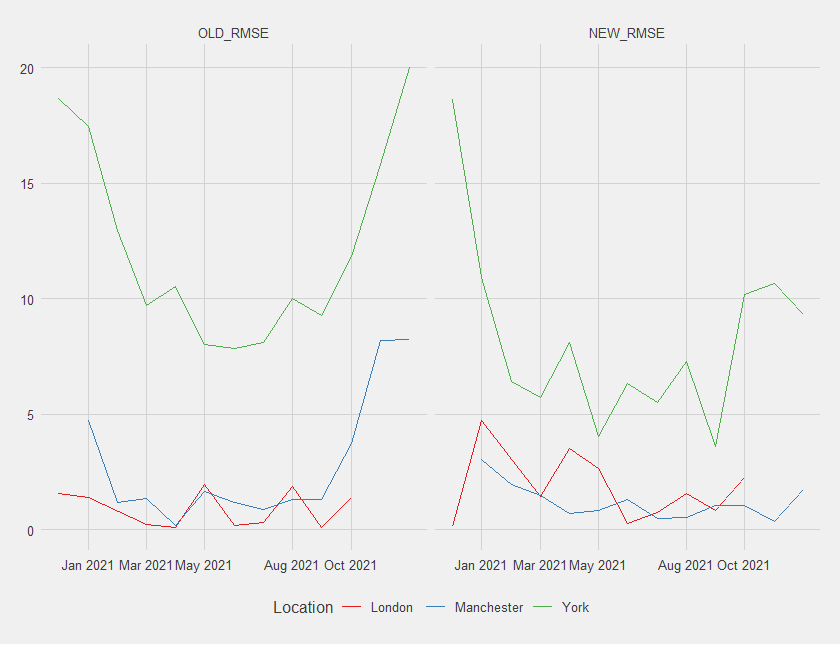 OLD_RMSE NEW_RMSE
20
15
10
5
0
Jan 2021 Mar 2021 May 2021 Aug 2021 Oct 2021 Jan 2021 Mar 2021 May 2021 Aug 2021 Oct 2021
Location London Manchester York